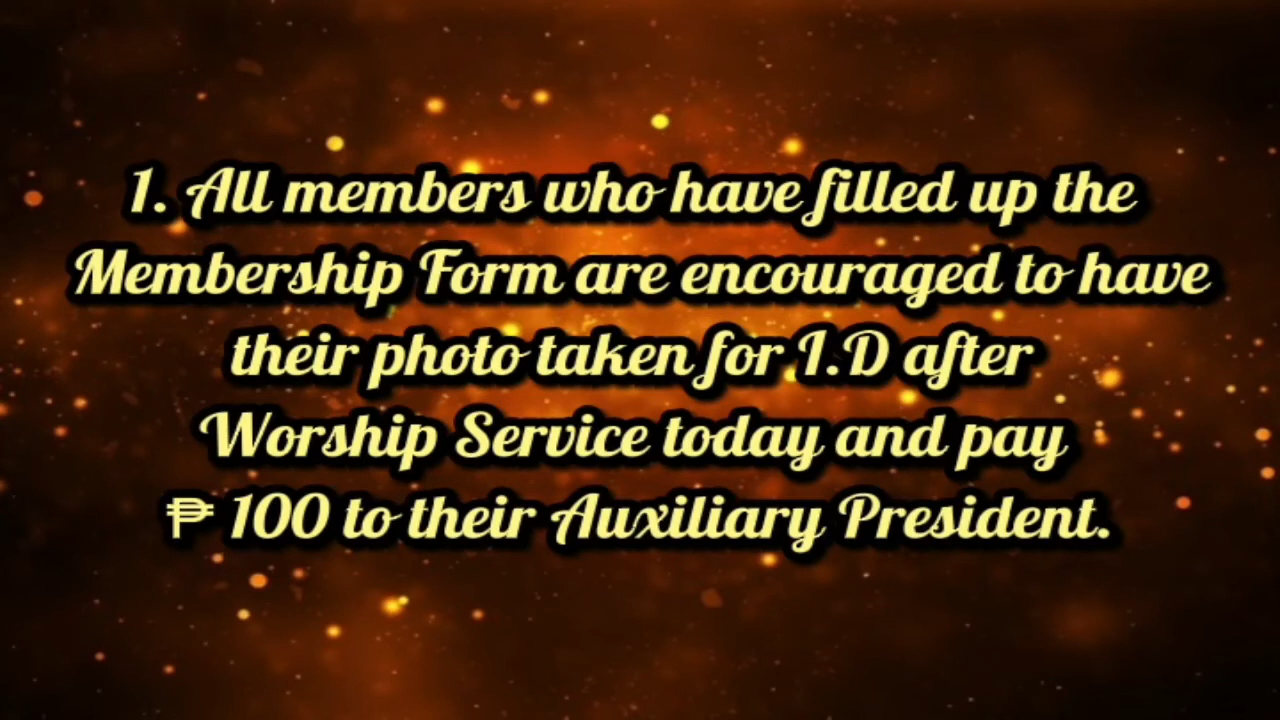 1. All members who have filled up the
Membership Form are encouraged to have
their photo taken for I.D after
Worship Service today and pay
₱ 100 to their Auxiliary President.